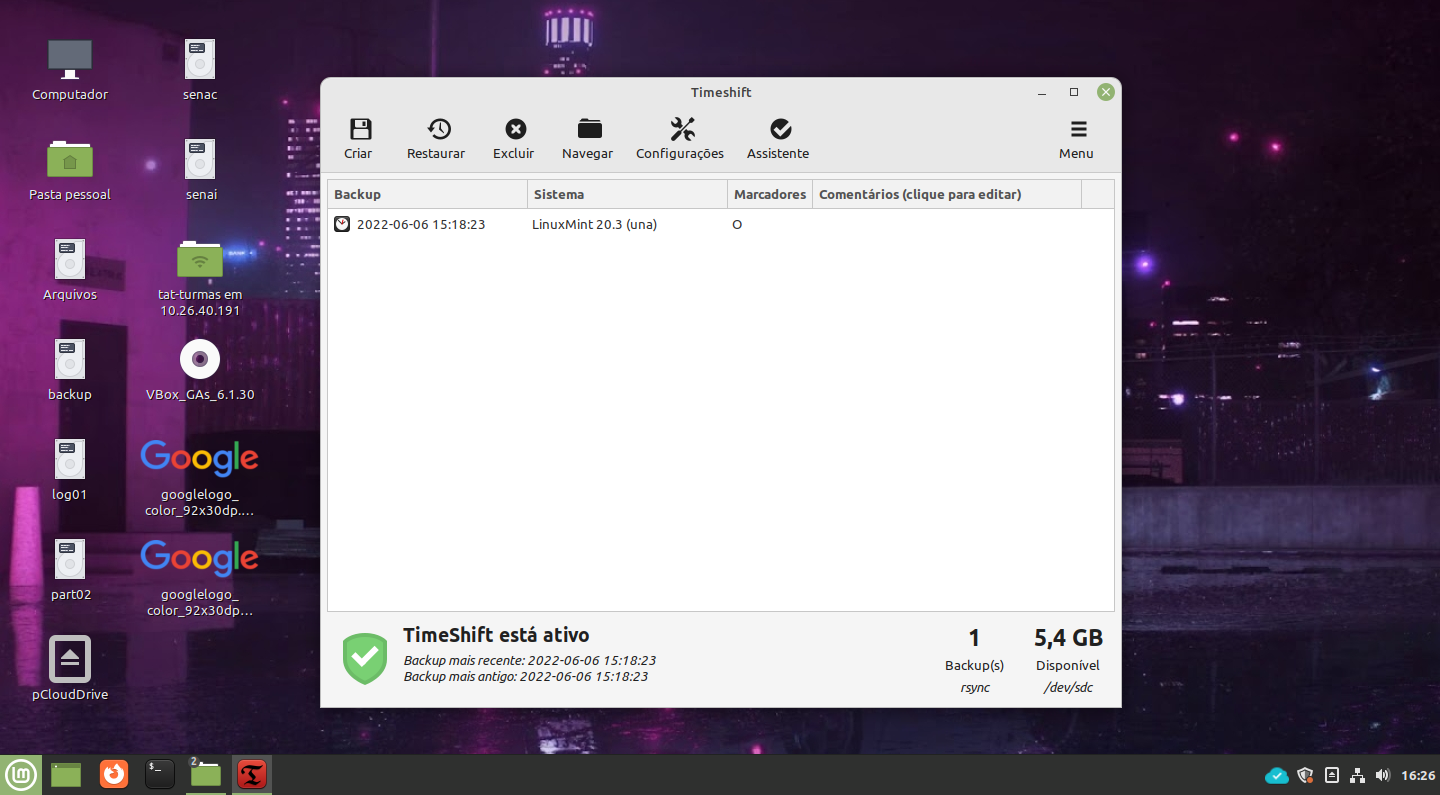 Computador
senac
Pasta pessoal
senai
Arquivos
tat-turmas em
10.26.40.191
backup
VBox_GAs_6.1.30
log01
Google
googlelogo_
color_92x30dp....
part02
Google
googlelogo_
color_92x30dp...
pCloudDrive
Timeshift
Criar
Restaurar
Excluir
Navegar
Configurações
Assistente
Menu
Backup Sistema Marcadores Comentários (clique para editar)
2022-06-06 15:18:23 LinuxMint 20.3 (una) O
TimeShift está ativo
Backup mais recente: 2022-06-06 15:18:23
Backup mais antigo: 2022-06-06 15:18:23
1
Backup(s)
rsync
5,4 GB
Disponível
/dev/sdc
lm
$_
2
T
16:26